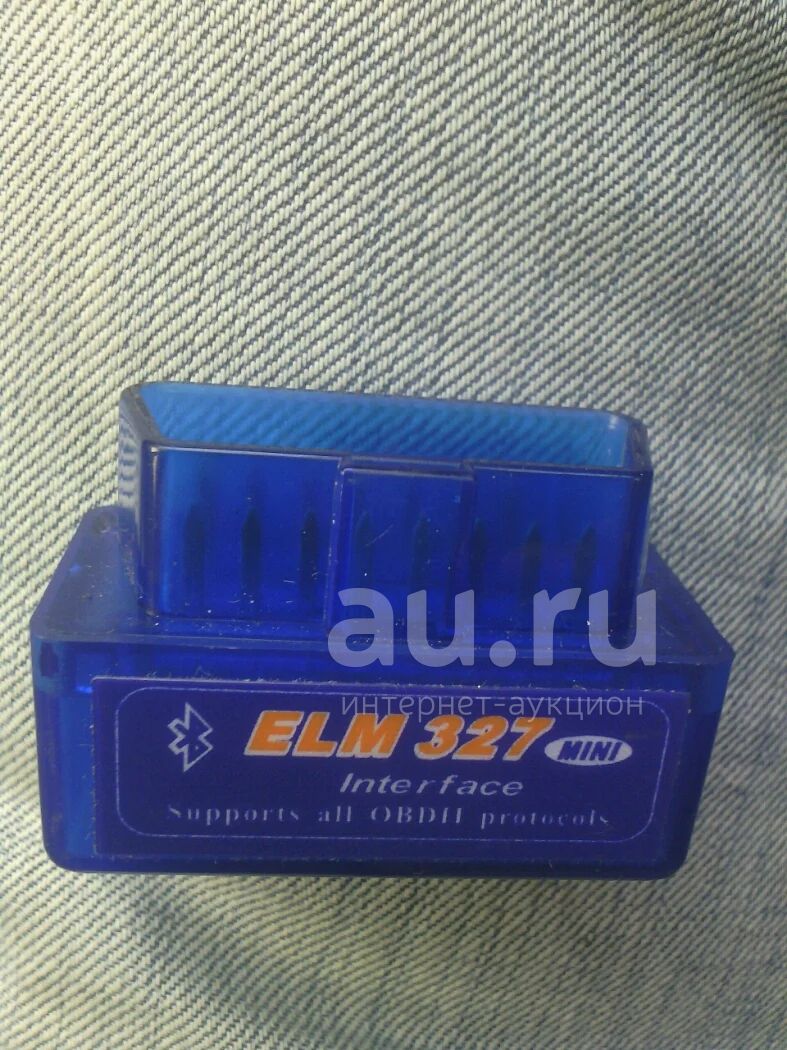 au.ru
интернет-аукцион
ELM 327 MINI
Interface
Supports all OBDII protocols